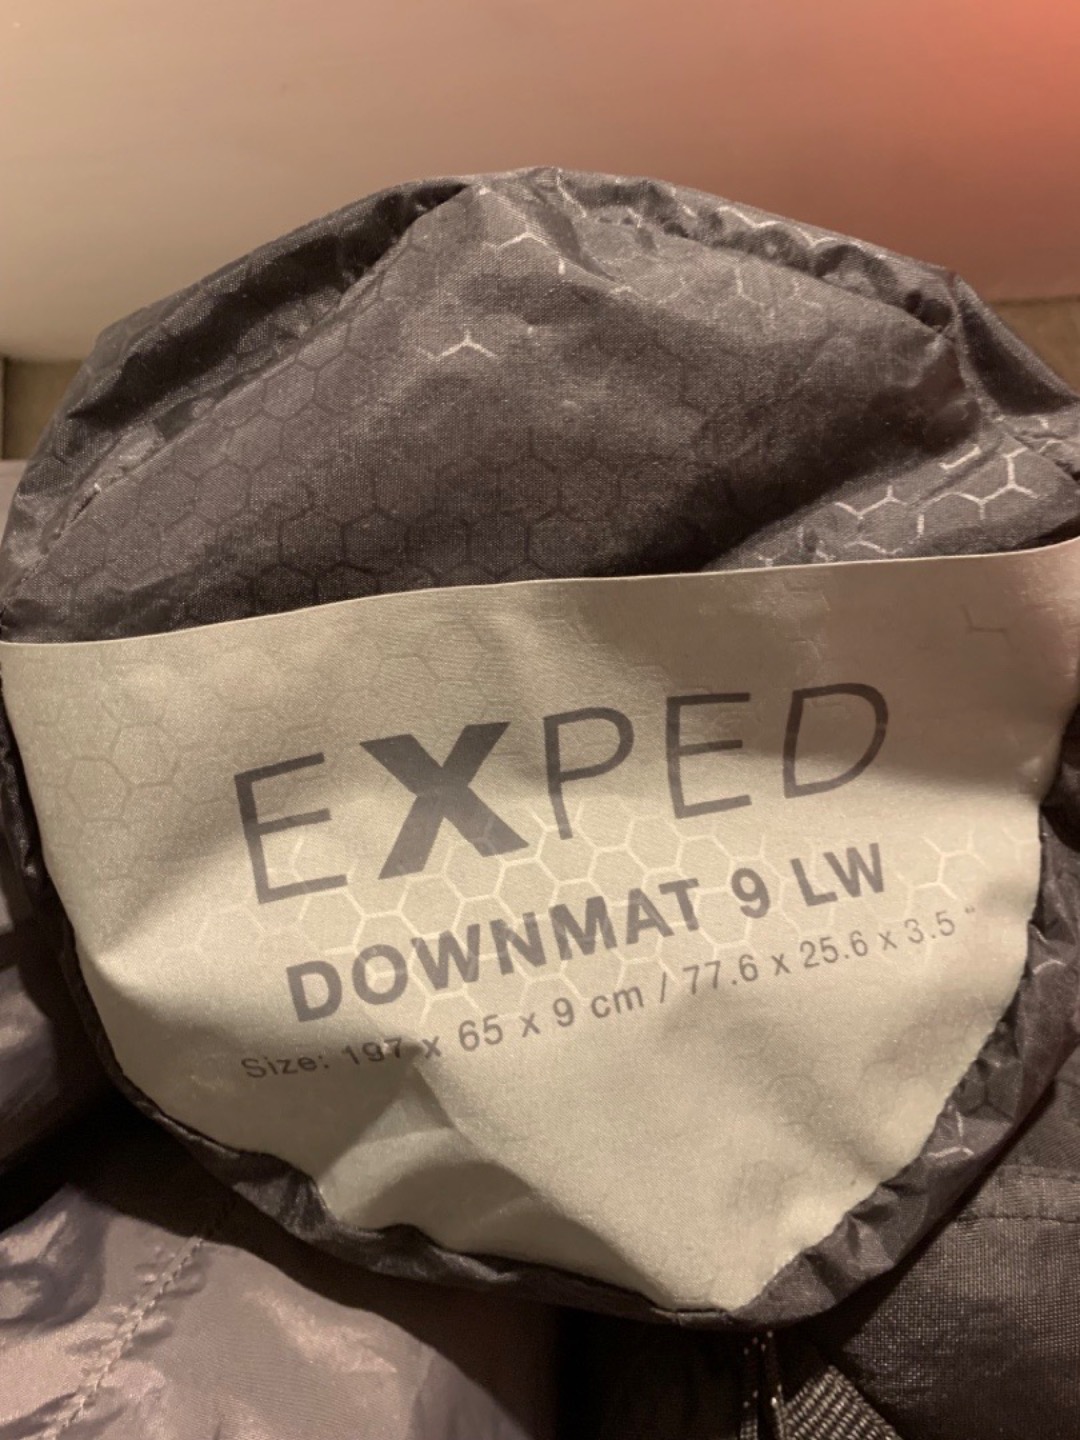 EXPED
DOWNMAT 9 LW
Size: 197 x 65 x 9 cm / 77.6 x 25.6 x 3.5 "